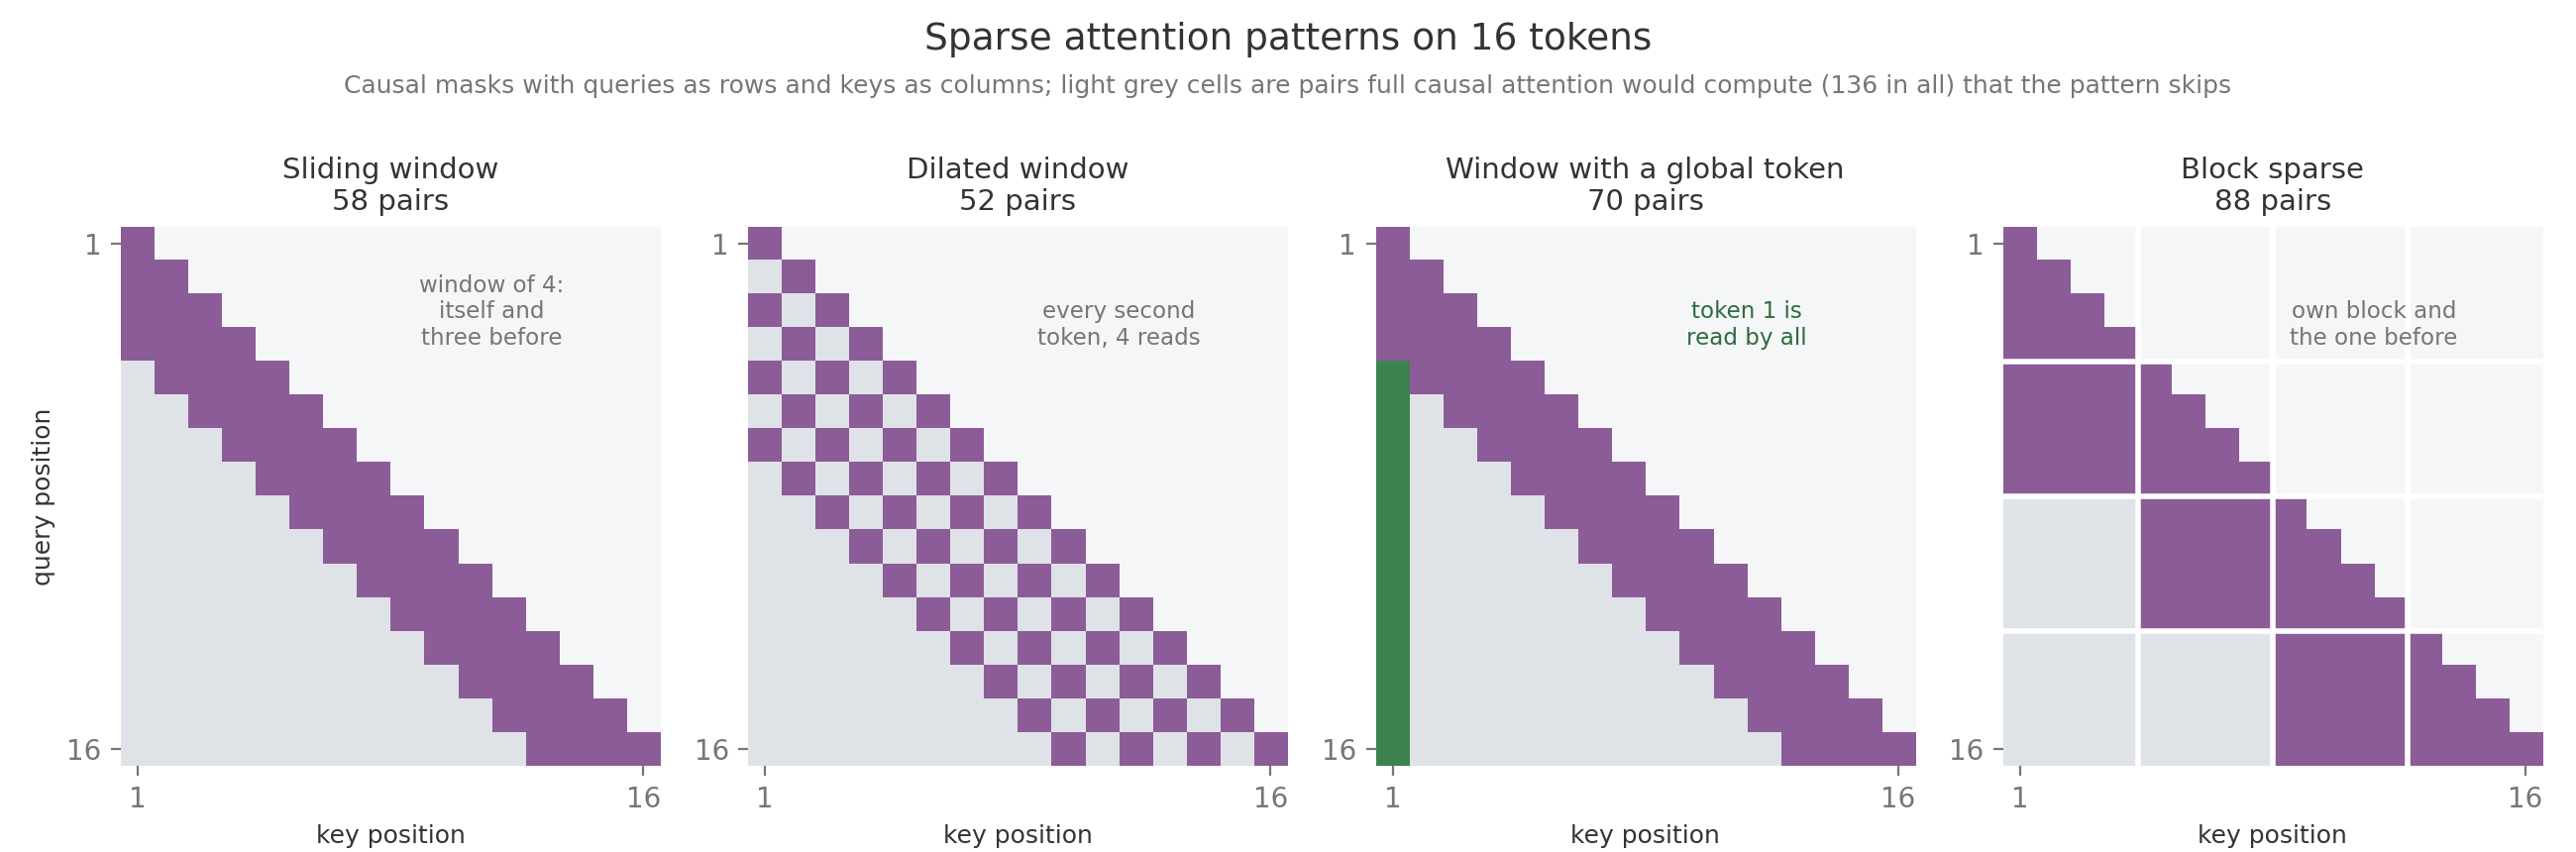 Sparse attention patterns on 16 tokens
Causal masks with queries as rows and keys as columns; light grey cells are pairs full causal attention would compute (136 in all) that the pattern skips
Sliding window
58 pairs
1
16
query position
window of 4:
itself and
three before
1
16
key position
Dilated window
52 pairs
1
16
every second
token, 4 reads
1
16
key position
Window with a global token
70 pairs
1
16
token 1 is
read by all
1
16
key position
Block sparse
88 pairs
1
16
own block and
the one before
1
16
key position